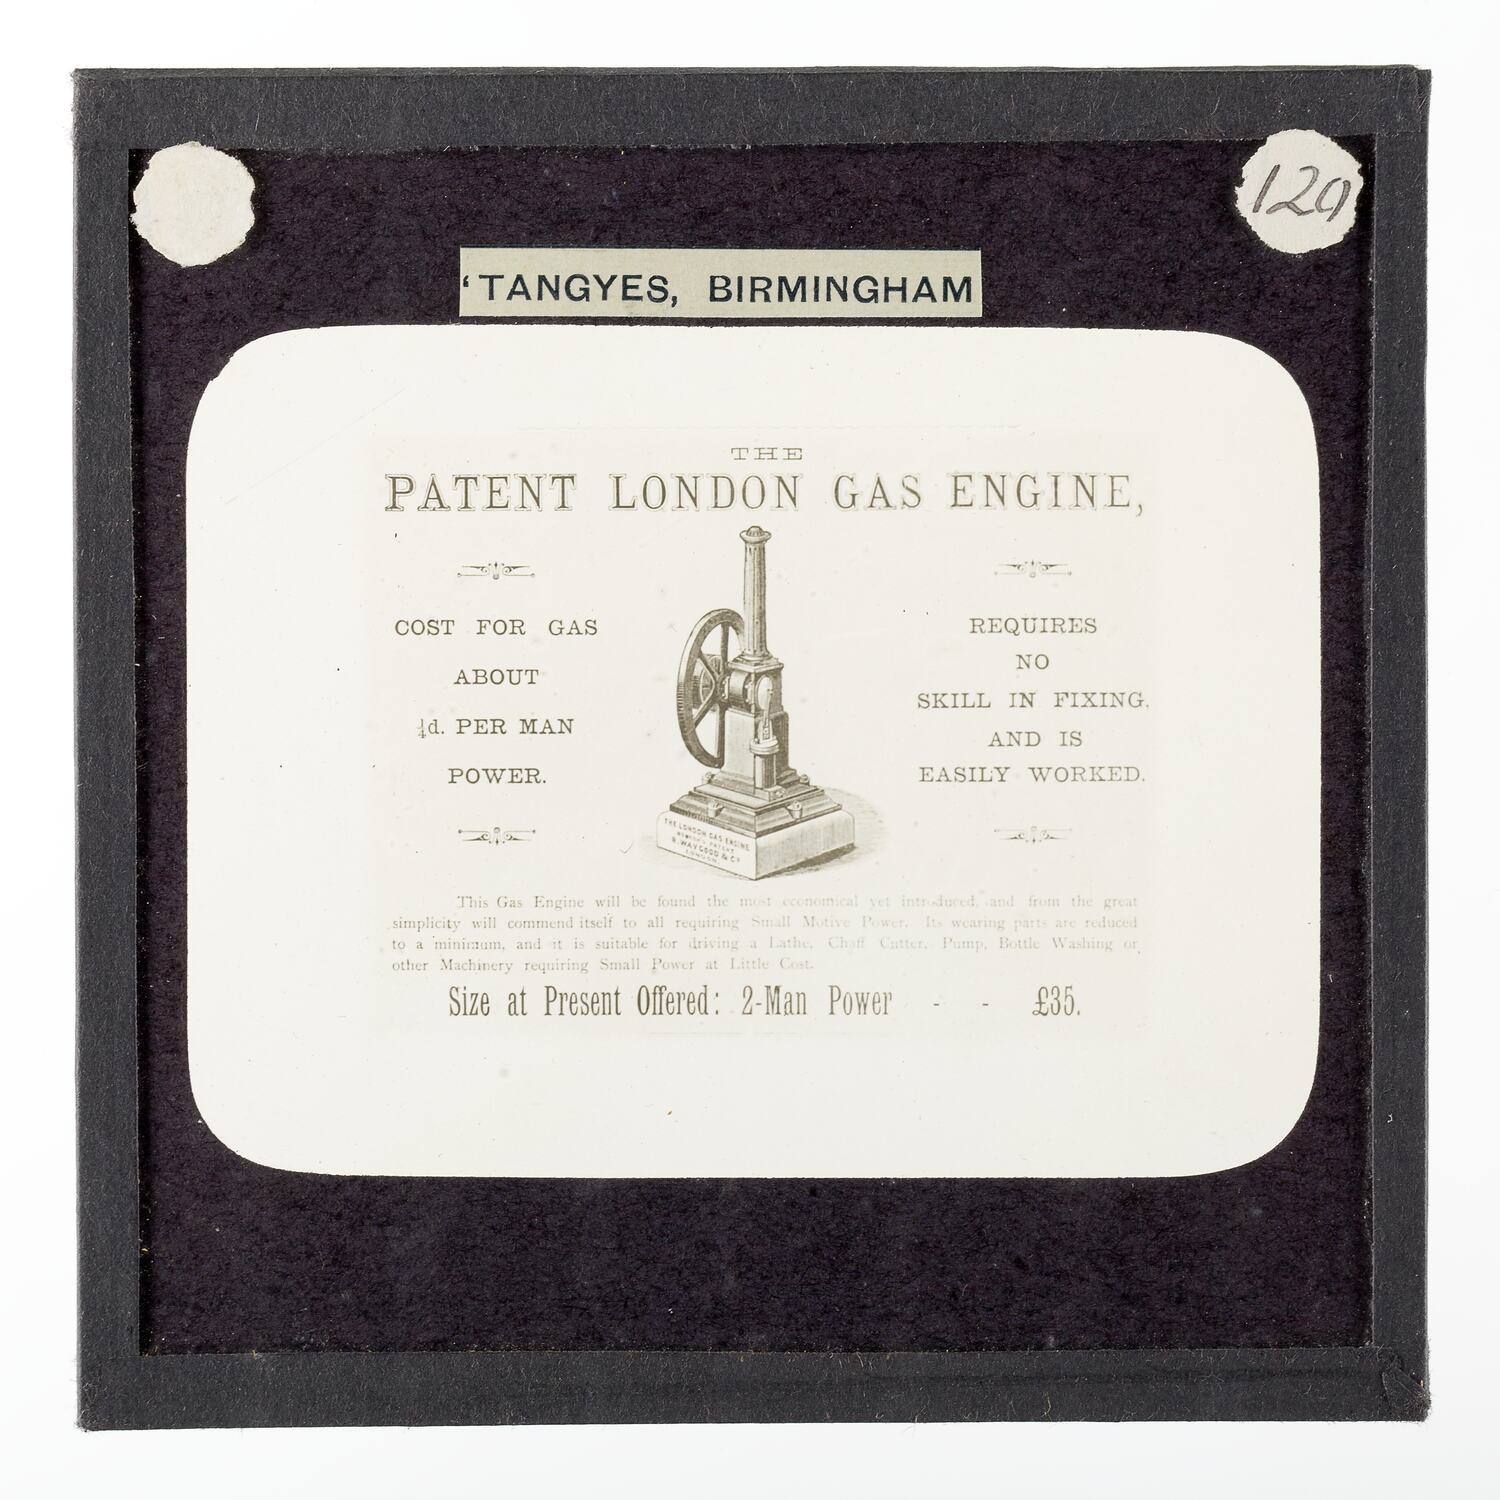 129
'TANGYES, BIRMINGHAM
THE
PATENT LONDON GAS ENGINE,
COST FOR GAS
ABOUT
¼d. PER MAN
POWER.
REQUIRES
NO
SKILL IN FIXING,
AND IS
EASILY WORKED.
THE LONDON GAS ENGINE
PATENT
R. WAYGOOD & Co
LONDON.
This Gas Engine will be found the most economical yet introduced, and from the great
simplicity will commend itself to all requiring Small Motive Power. Its wearing parts are reduced
to a minimum, and it is suitable for driving a Lathe, Chaff Cutter, Pump, Bottle Washing or
other Machinery requiring Small Power at Little Cost.
Size at Present Offered: 2-Man Power - - £35.